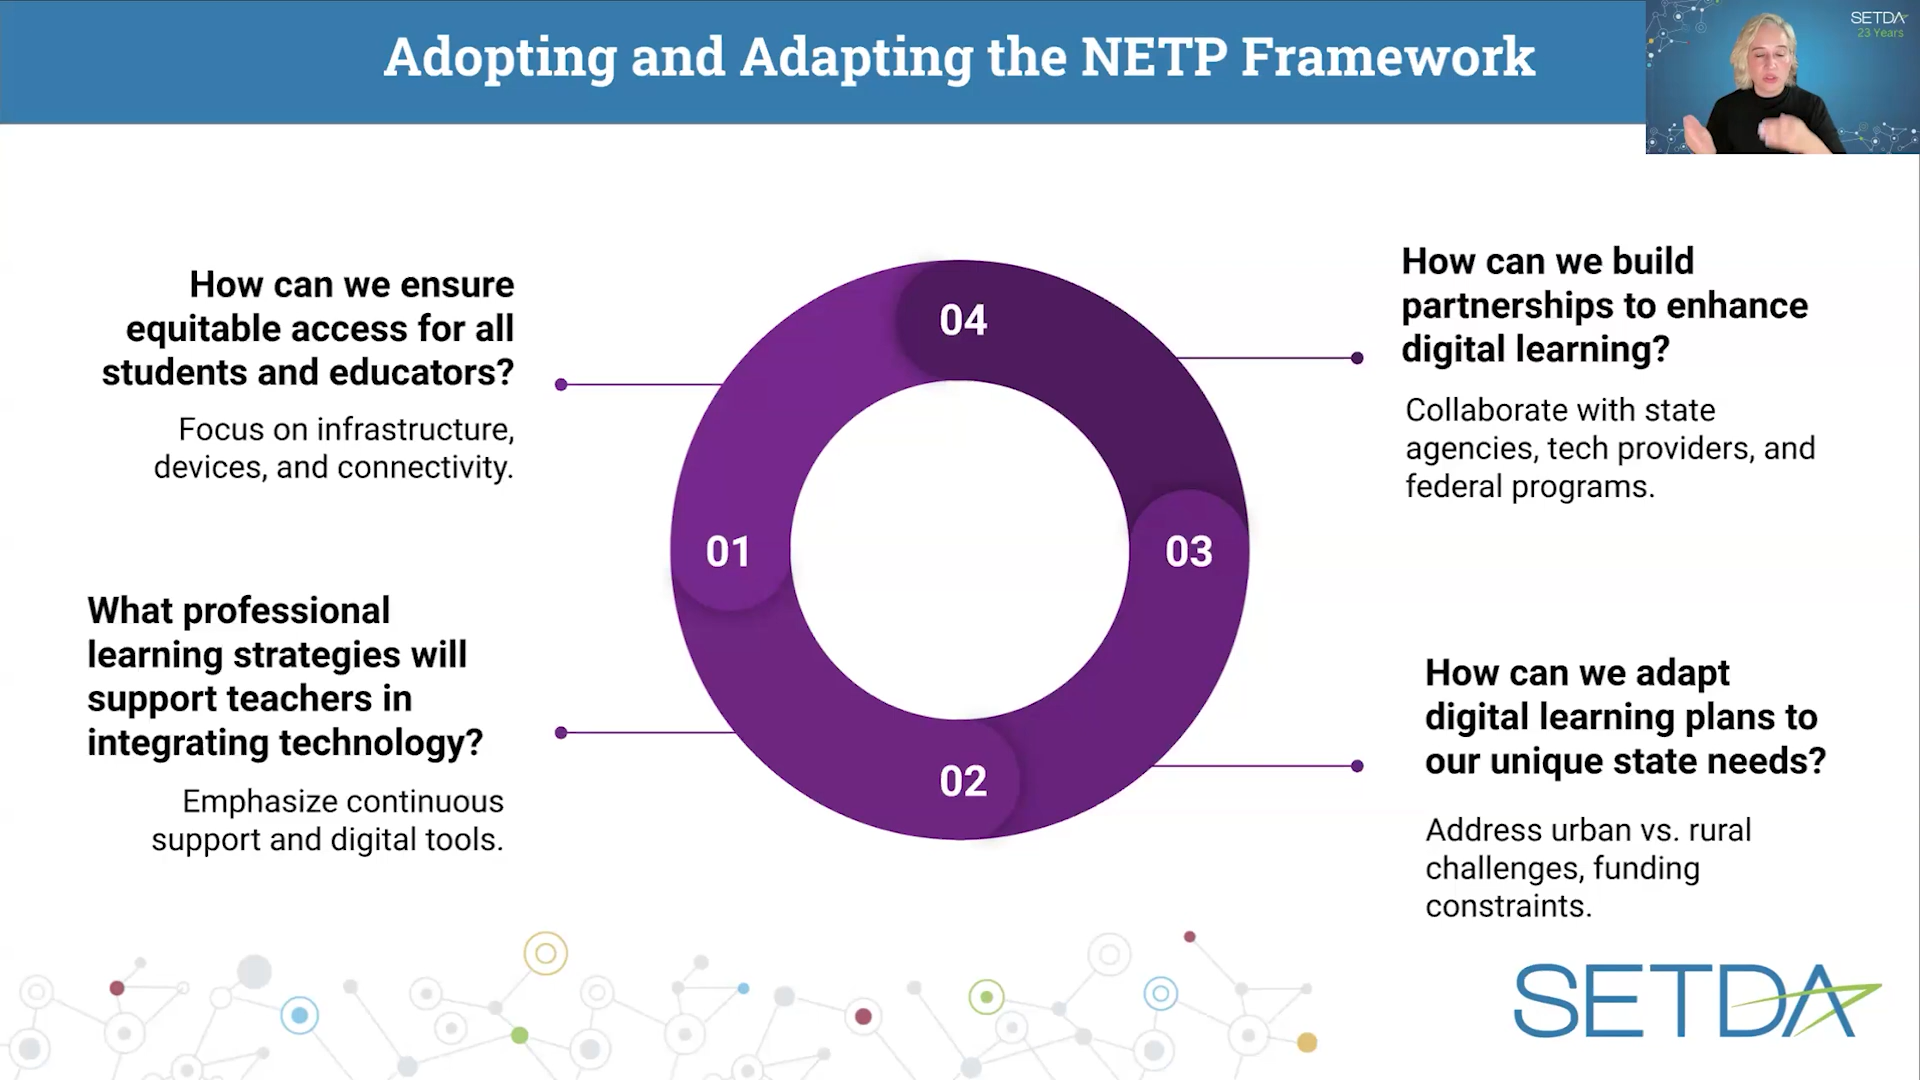 Adopting and Adapting the NETP Framework
SETDA
23 Years
How can we ensure
equitable access for all
students and educators?
Focus on infrastructure,
devices, and connectivity.
What professional
learning strategies will
support teachers in
integrating technology?
Emphasize continuous
support and digital tools.
04
01
03
02
How can we build
partnerships to enhance
digital learning?
Collaborate with state
agencies, tech providers, and
federal programs.
How can we adapt
digital learning plans to
our unique state needs?
Address urban vs. rural
challenges, funding
constraints.
SETDA